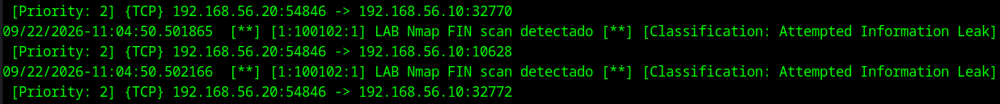 [Priority: 2] {TCP} 192.168.56.20:54846 -> 192.168.56.10:32770
09/22/2026-11:04:50.501865  [**] [1:100102:1] LAB Nmap FIN scan detectado [**] [Classification: Attempted Information Leak]
[Priority: 2] {TCP} 192.168.56.20:54846 -> 192.168.56.10:10628
09/22/2026-11:04:50.502166  [**] [1:100102:1] LAB Nmap FIN scan detectado [**] [Classification: Attempted Information Leak]
[Priority: 2] {TCP} 192.168.56.20:54846 -> 192.168.56.10:32772